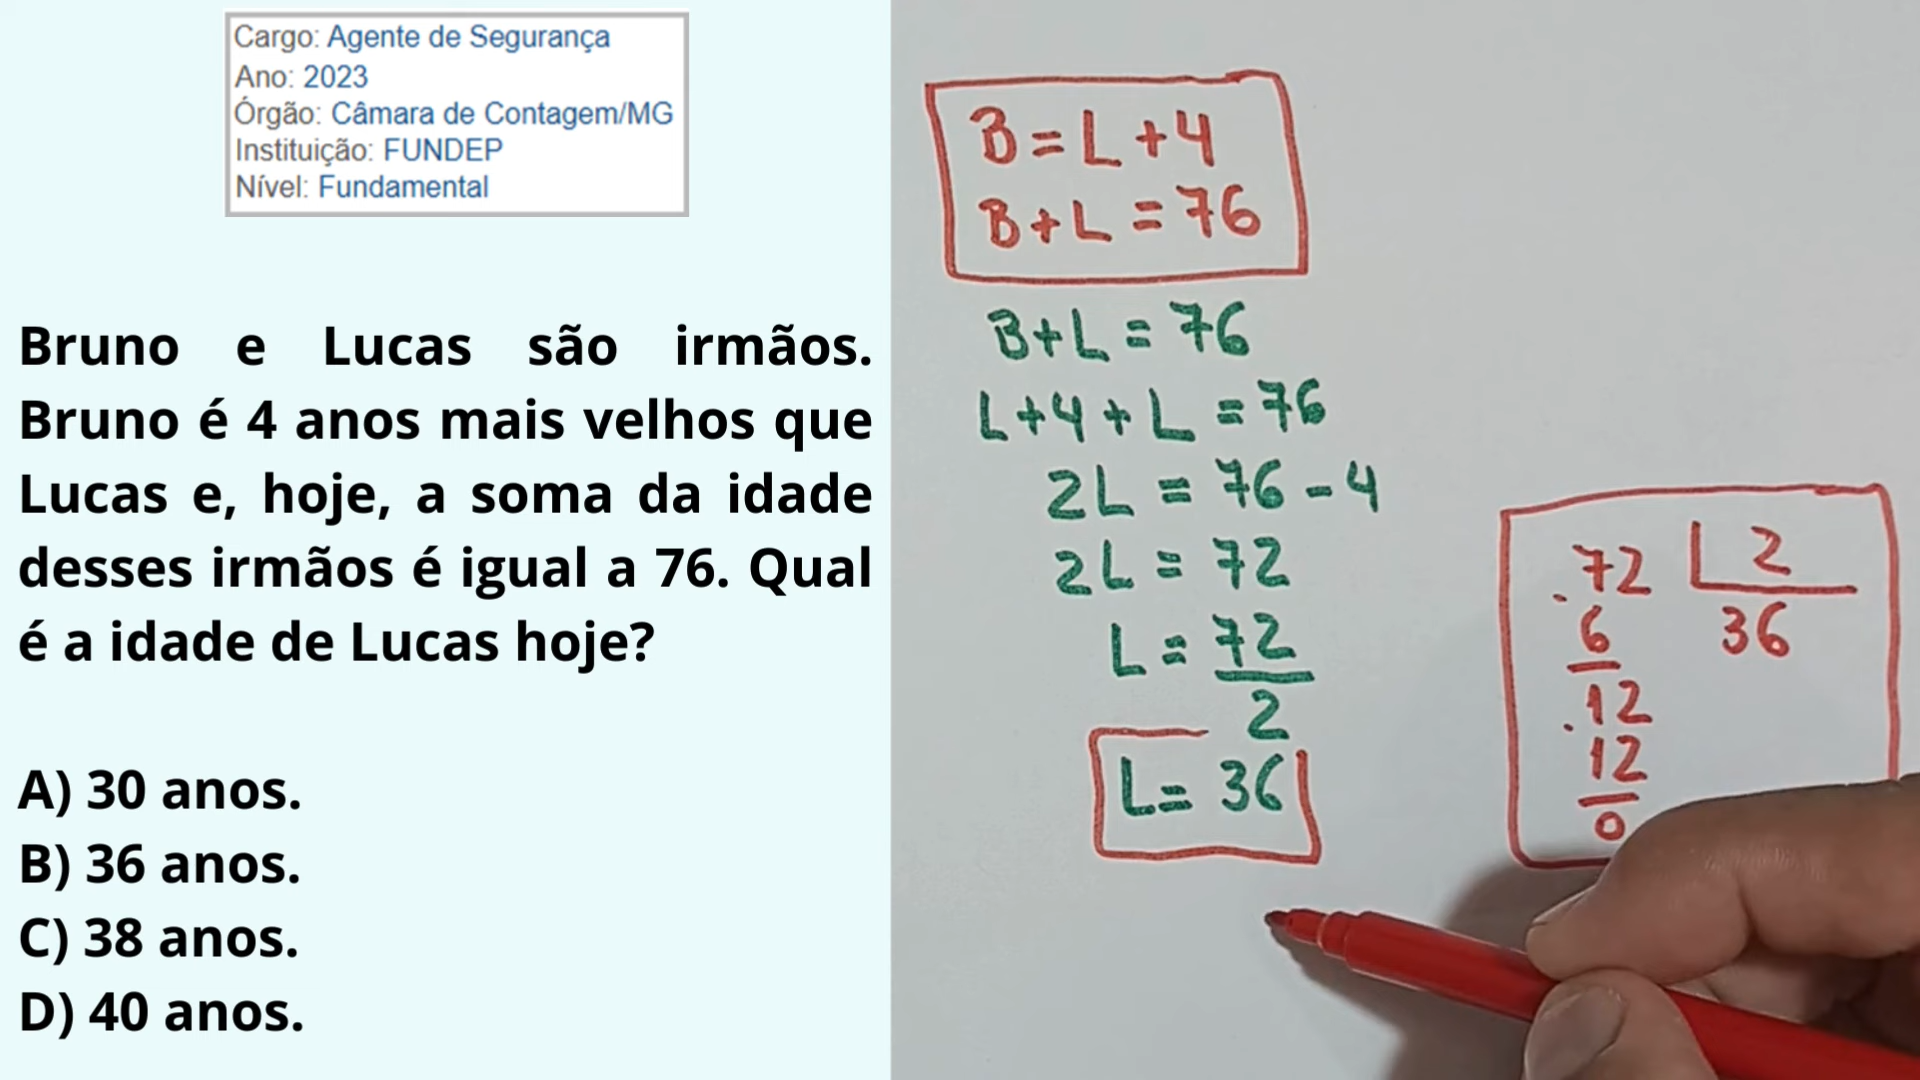 Cargo: Agente de Segurança
Ano: 2023
Órgão: Câmara de Contagem/MG
Instituição: FUNDEP
Nível: Fundamental
Bruno e Lucas são irmãos.
Bruno é 4 anos mais velhos que
Lucas e, hoje, a soma da idade
desses irmãos é igual a 76. Qual
é a idade de Lucas hoje?
A) 30 anos.
B) 36 anos.
C) 38 anos.
D) 40 anos.
B = L + 4
B + L = 76
B + L = 76
L + 4 + L = 76
2L = 76 - 4
2L = 72
L = 72
2
L = 36
72 2
6 36
12
12
0